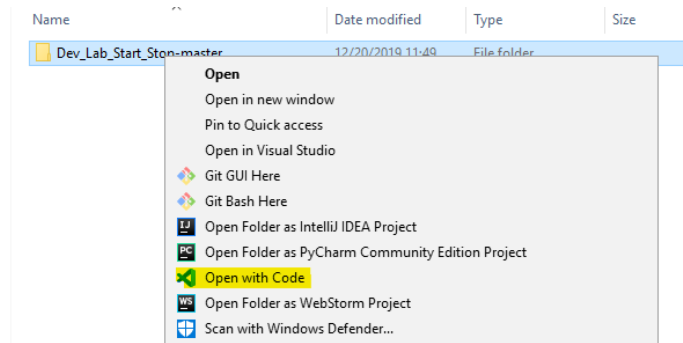 Name Date modified Type Size
Dev_Lab_Start_Stop-master 12/20/2019 11:49 File folder
Open
Open in new window
Pin to Quick access
Open in Visual Studio
Git GUI Here
Git Bash Here
IJ Open Folder as IntelliJ IDEA Project
PC Open Folder as PyCharm Community Edition Project
Open with Code
WS Open Folder as WebStorm Project
Scan with Windows Defender...